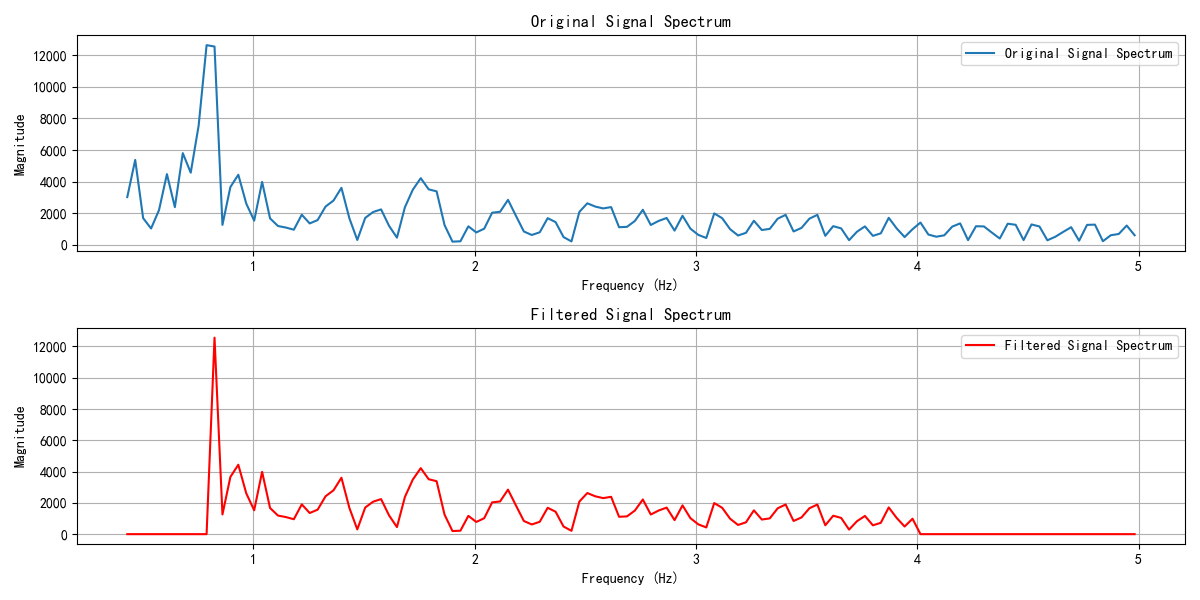 Original Signal Spectrum
Original Signal Spectrum
12000
10000
8000
6000
4000
2000
0
Magnitude
1 2 3 4 5
Frequency (Hz)
Filtered Signal Spectrum
Filtered Signal Spectrum
12000
10000
8000
6000
4000
2000
0
Magnitude
1 2 3 4 5
Frequency (Hz)